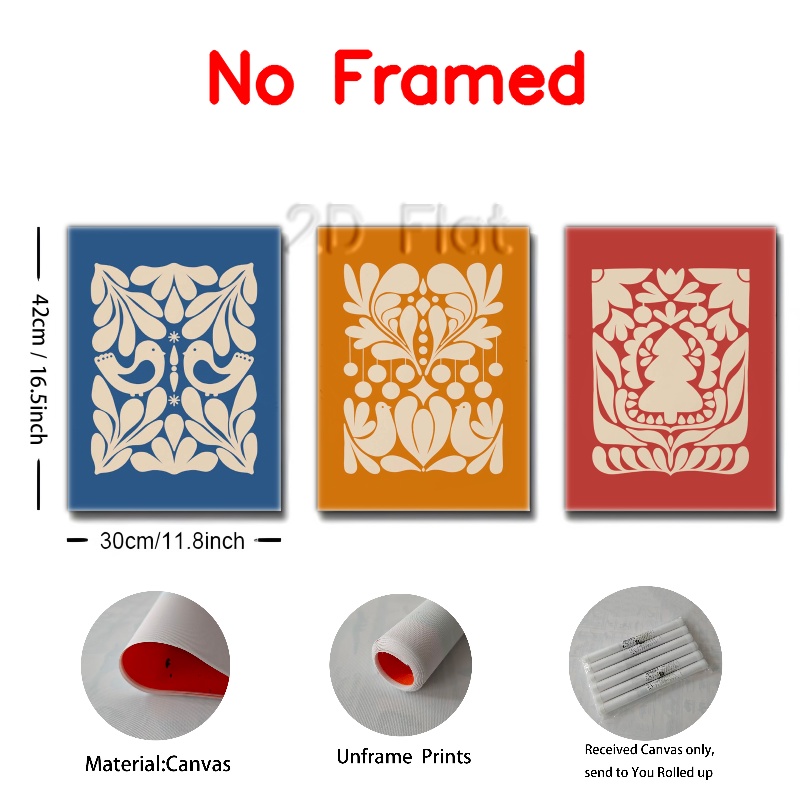 No Framed
2D Flat
42cm / 16.5inch
30cm/11.8inch
Material:Canvas
Unframe Prints
Received Canvas only,
send to You Rolled up